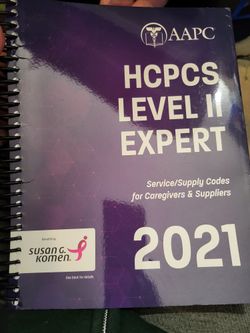 AAPC
HCPCS
LEVEL II
EXPERT
Service/Supply Codes
for Caregivers & Suppliers
SUSAN G.
komen.
2021